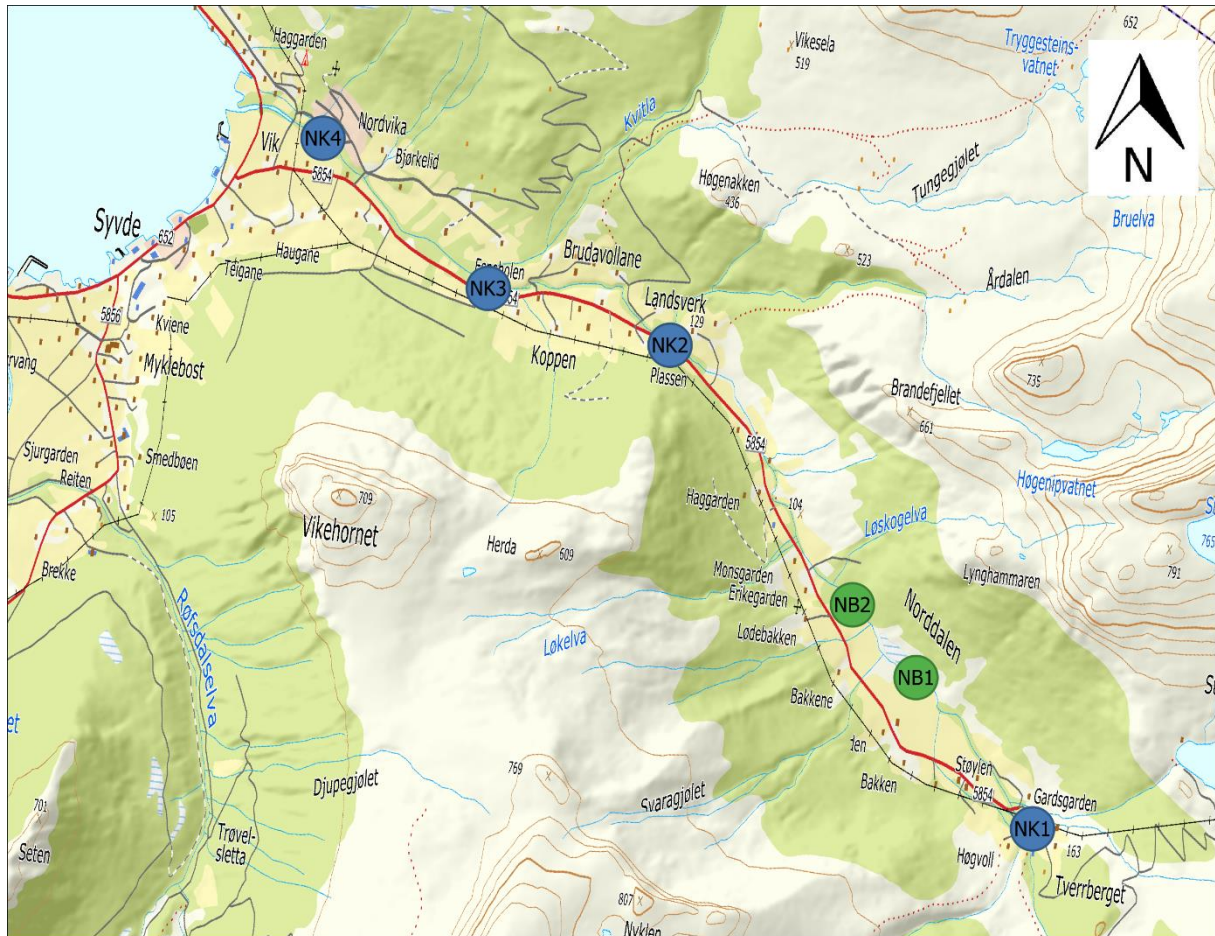 652
Haggarden
Vikesela
519
Tryggesteins-
vatnet
Kvitla
NK4
Nordvika
Vik
Bjørkelid
5854
Høgenakken
436
Tungegjølet
N
Bruelva
Syvde
652
Haugane
Teigane
Brudavollane
523
Årdalen
NK3
Landsverk
129
5856
Kviene
Myklebost
Koppen
NK2
Plassen
735
Brandefjellet
661
5854
Sjurgarden
Reiten
Smedbøen
105
709
Vikehornet
Haggarden
104
Høgenipvatnet
Løskogelva
765
Herda
609
791
Lynghammaren
Brekke
Monsgarden
Erikegarden
NB2
Norddalen
Lødebakken
Røfsdalselva
Løkelva
NB1
Bakkene
Djupegjølet
769
Bakken
Støylen
5854
Svaragjølet
Gardsgarden
701
Seten
Trøvel-
sletta
NK1
163
Høgvoll
Tverrberget
807
Nyklen